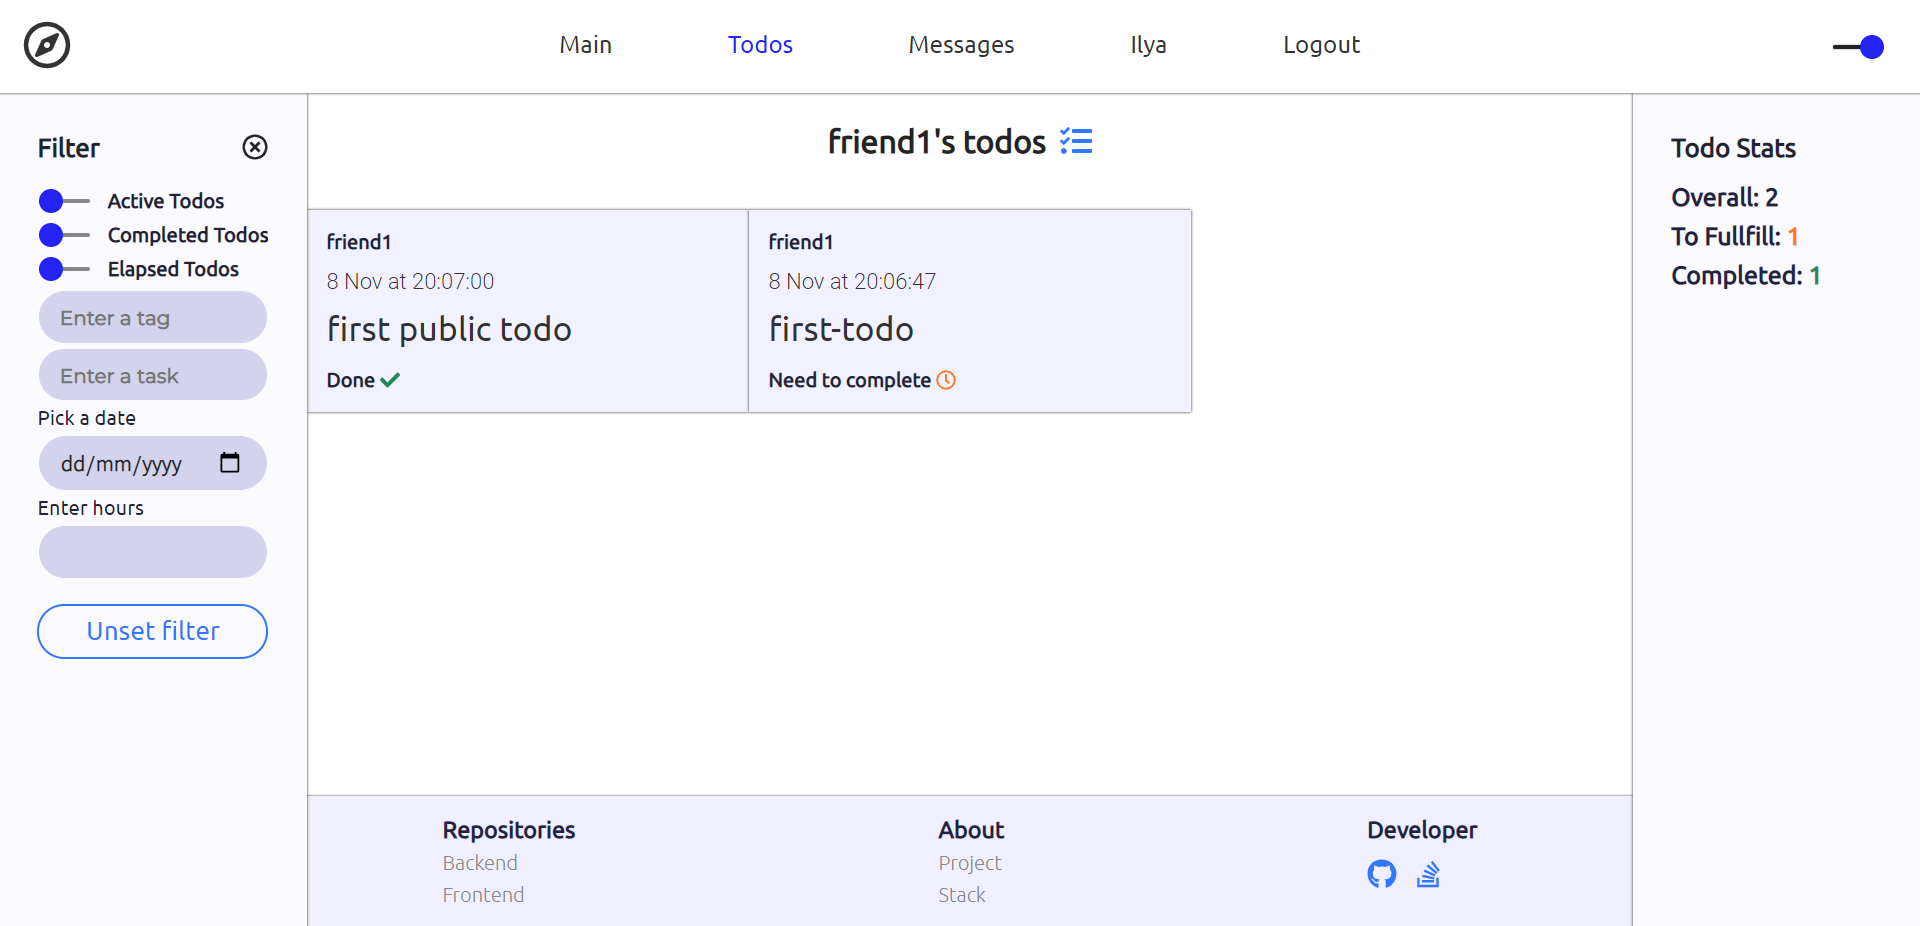 Main
Todos
Messages
Ilya
Logout
Filter
Active Todos
Completed Todos
Elapsed Todos
Enter a tag
Enter a task
Pick a date
dd/mm/yyyy
Enter hours
Unset filter
friend1's todos
friend1
8 Nov at 20:07:00
first public todo
Done
friend1
8 Nov at 20:06:47
first-todo
Need to complete
Todo Stats
Overall: 2
To Fullfill: 1
Completed: 1
Repositories
Backend
Frontend
About
Project
Stack
Developer